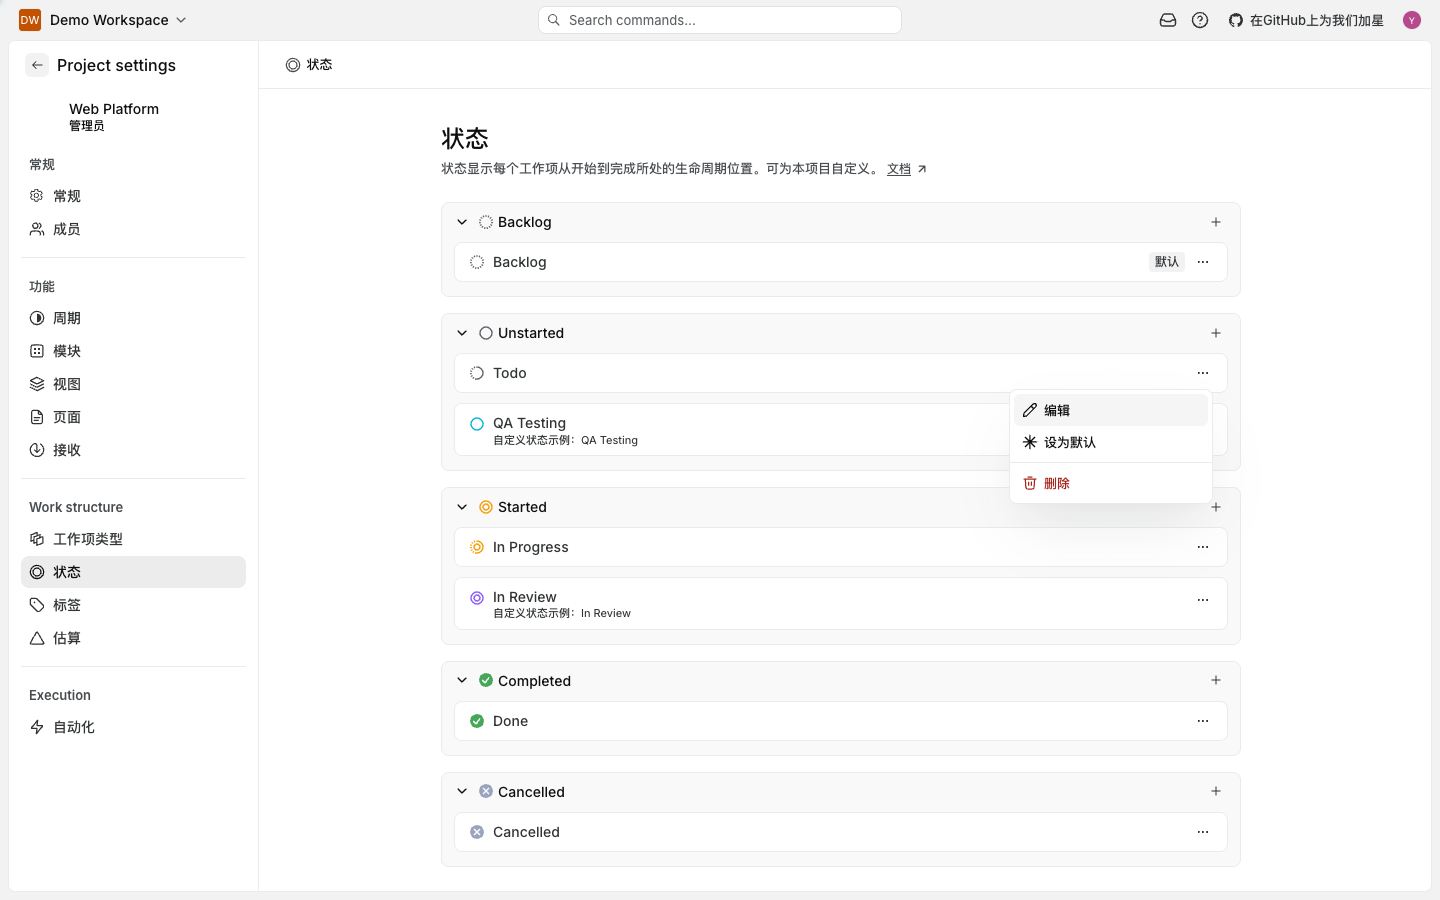 DW Demo Workspace
Search commands...
在GitHub上为我们加星
Y
Project settings
Web Platform
管理员
常规
常规
成员
功能
周期
模块
视图
页面
接收
Work structure
工作项类型
状态
标签
估算
Execution
自动化
状态
状态
状态显示每个工作项从开始到完成所处的生命周期位置。可为本项目自定义。 文档
Backlog
Backlog 默认
Unstarted
Todo
QA Testing
自定义状态示例：QA Testing
编辑
设为默认
删除
Started
In Progress
In Review
自定义状态示例：In Review
Completed
Done
Cancelled
Cancelled